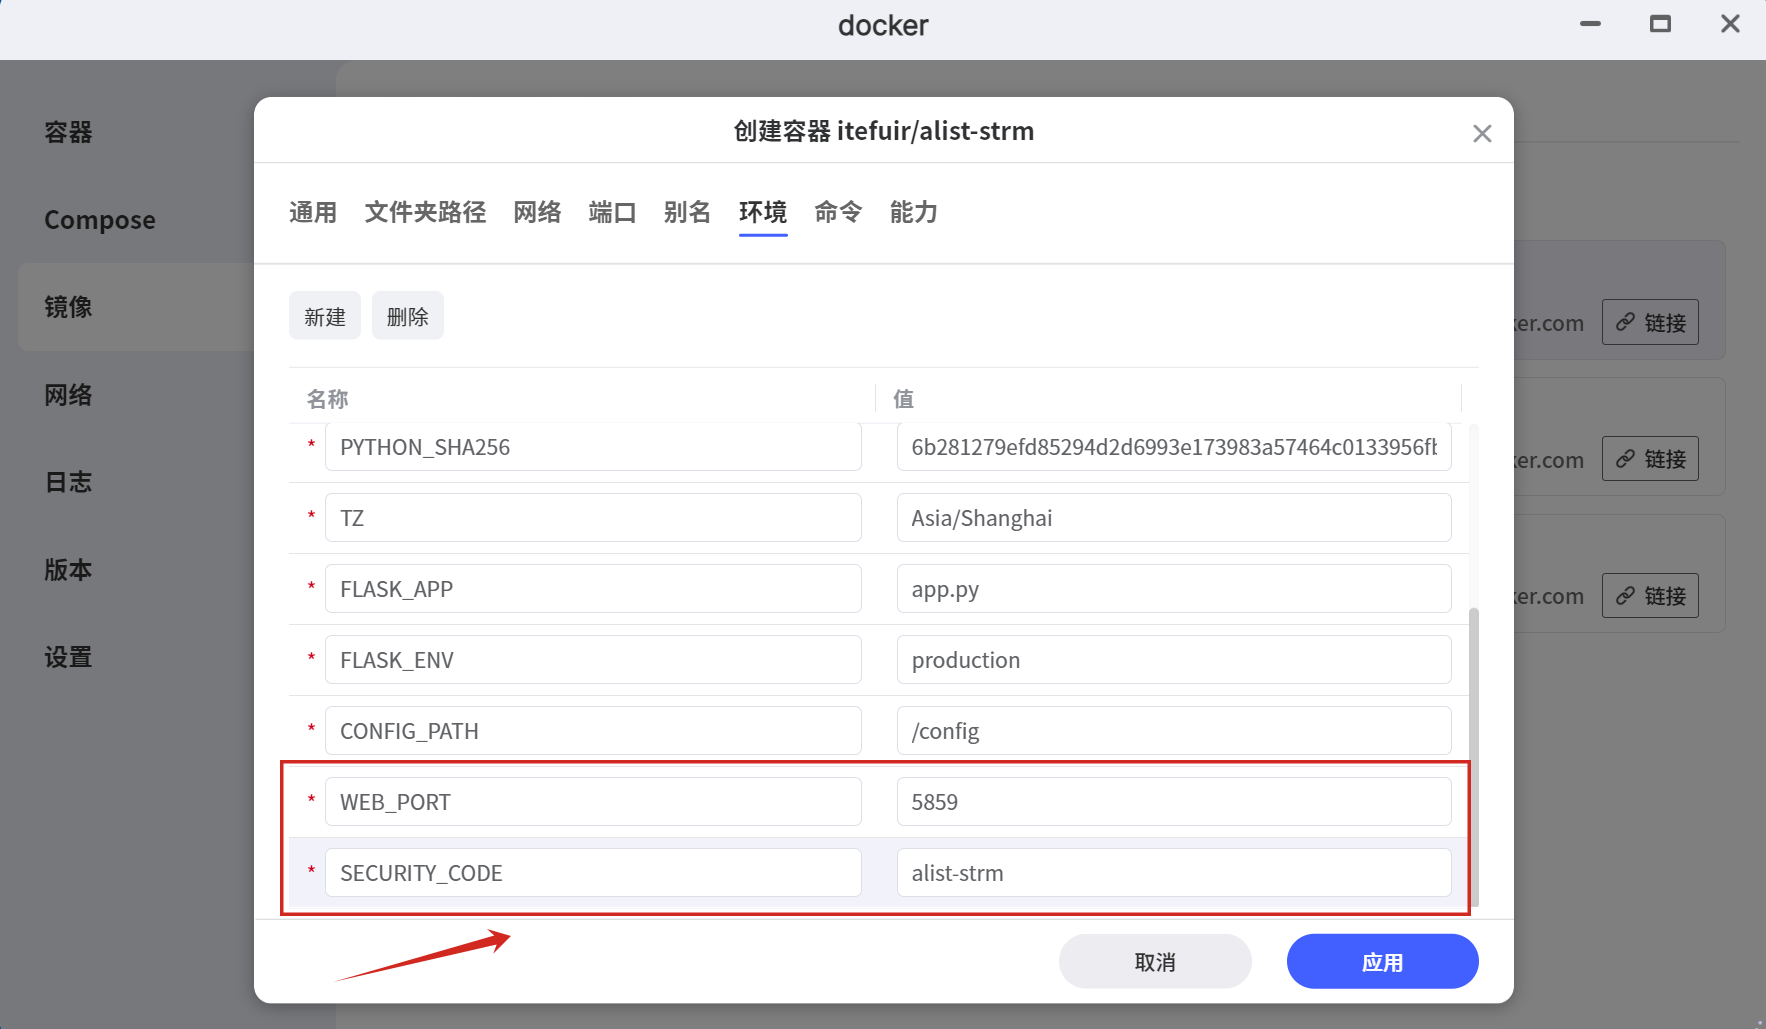 docker
容器
Compose
镜像
网络
日志
版本
设置
创建容器 itefuir/alist-strm
通用 文件夹路径 网络 端口 别名 环境 命令 能力
新建 删除
名称 值
* PYTHON_SHA256 6b281279efd85294d2d6993e173983a57464c0133956fb
* TZ Asia/Shanghai
* FLASK_APP app.py
* FLASK_ENV production
* CONFIG_PATH /config
* WEB_PORT 5859
* SECURITY_CODE alist-strm
取消 应用
ker.com 链接
ker.com 链接
ker.com 链接